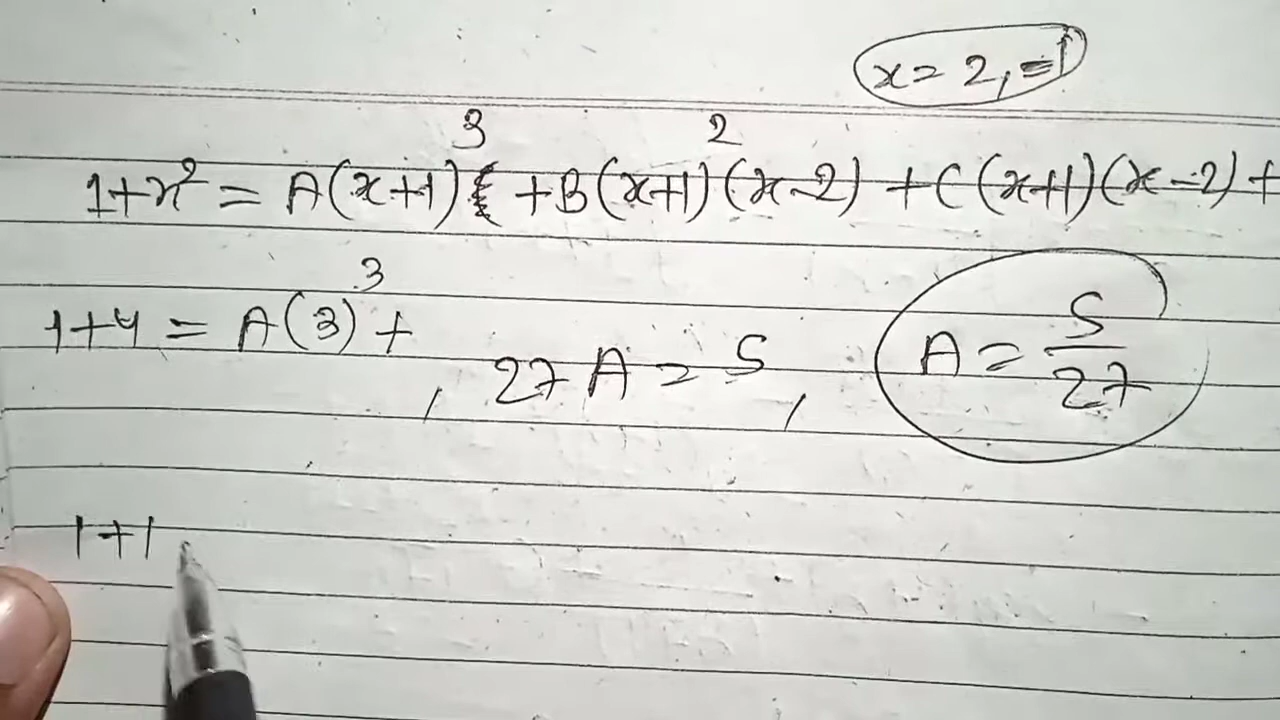 x = 2, -1
1+x² = A(x+1)³ + B(x+1)²(x-2) + C(x+1)(x-2) +
1+4 = A(3)³ + , 27A = 5 , A = 5/27
1+1